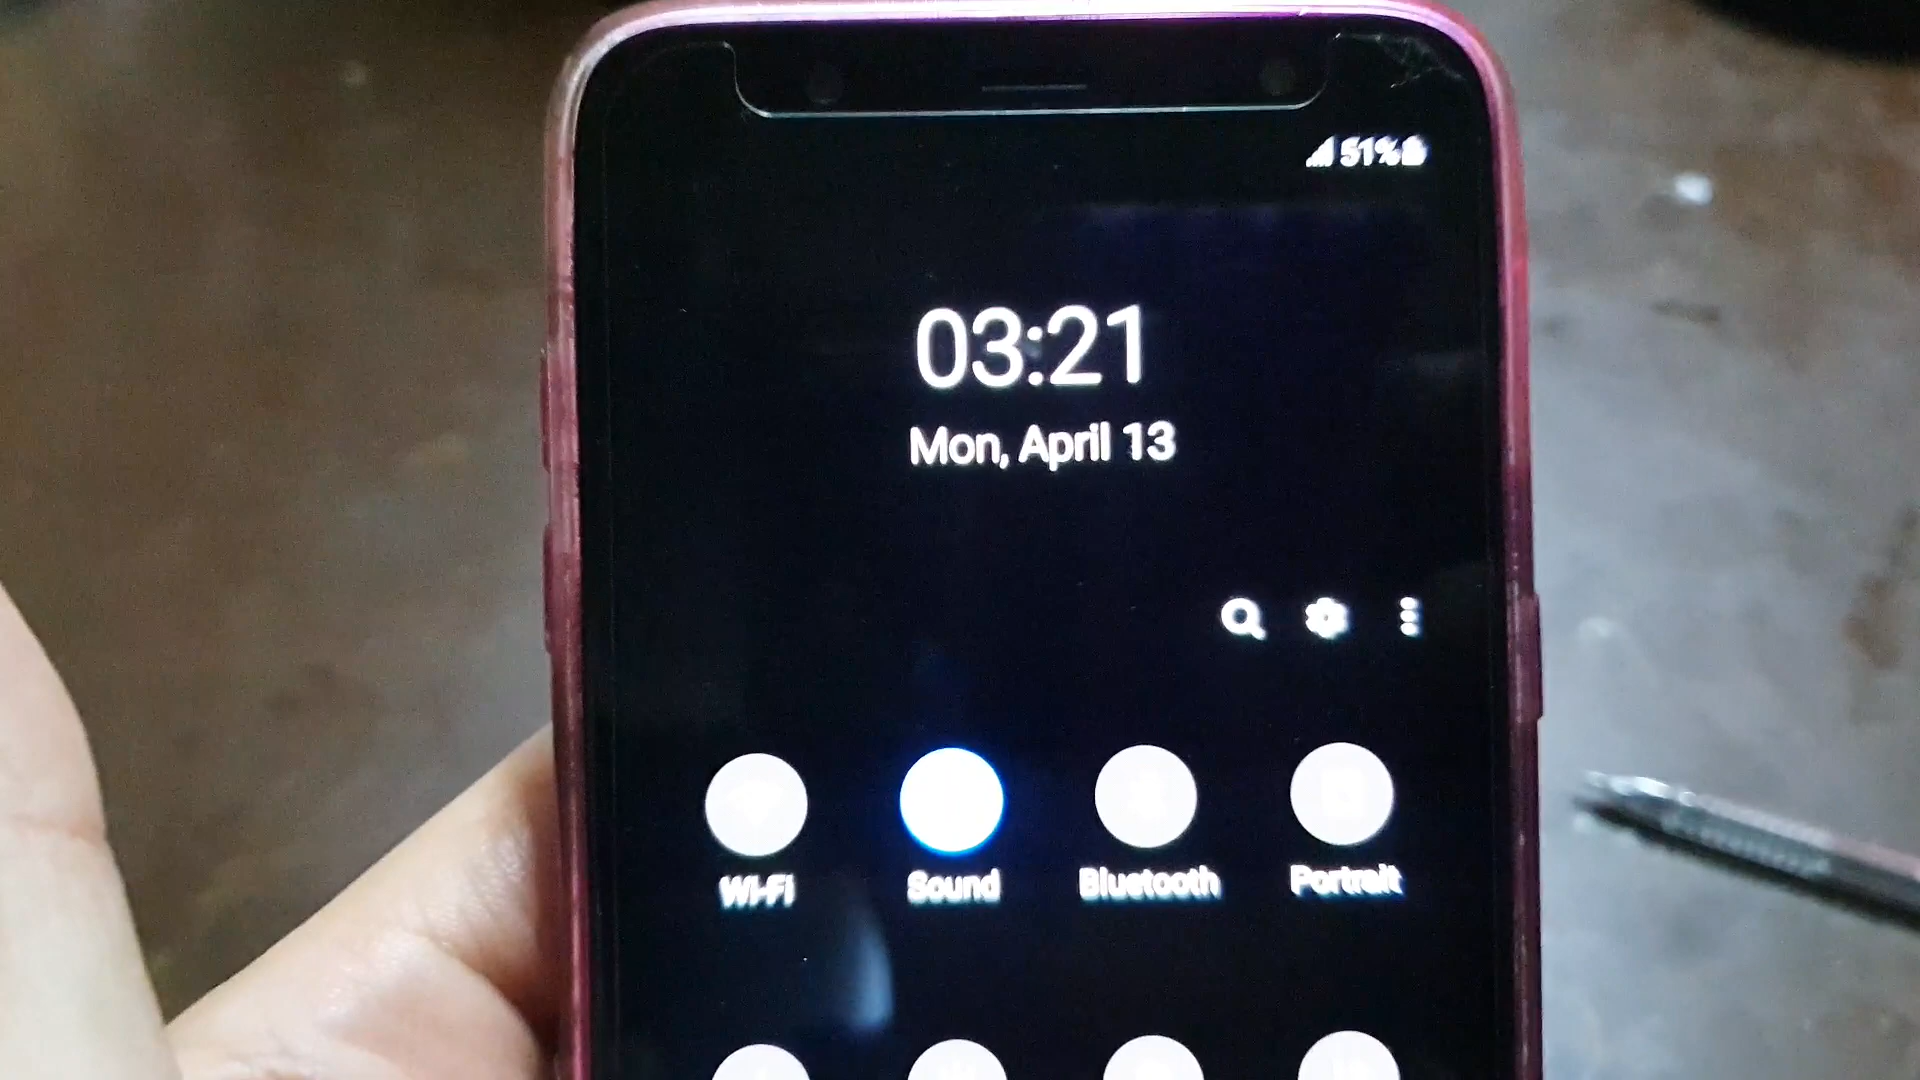 51%
03:21
Mon, April 13
Wi-Fi
Sound
Bluetooth
Portrait